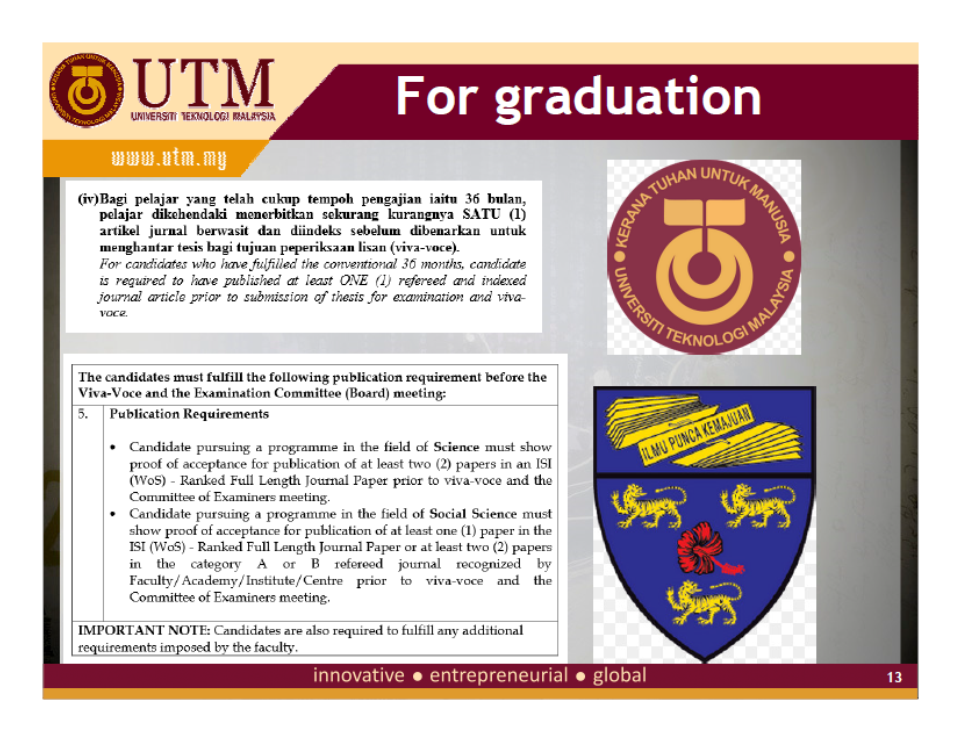 UTM
UNIVERSITI TEKNOLOGI MALAYSIA
For graduation
www.utm.my
(iv)Bagi pelajar yang telah cukup tempoh pengajian iaitu 36 bulan,
pelajar dikehendaki menerbitkan sekurang kurangnya SATU (1)
artikel jurnal berwasit dan diindeks sebelum dibenarkan untuk
menghantar tesis bagi tujuan peperiksaan lisan (viva-voce).
For candidates who have fulfilled the conventional 36 months, candidate
is required to have published at least ONE (1) refereed and indexed
journal article prior to submission of thesis for examination and viva-
voce.
KERANA TUHAN UNTUK MANUSIA
UNIVERSITI TEKNOLOGI MALAYSIA
The candidates must fulfill the following publication requirement before the
Viva-Voce and the Examination Committee (Board) meeting:
5. Publication Requirements
• Candidate pursuing a programme in the field of Science must show
proof of acceptance for publication of at least two (2) papers in an ISI
(WoS) - Ranked Full Length Journal Paper prior to viva-voce and the
Committee of Examiners meeting.
• Candidate pursuing a programme in the field of Social Science must
show proof of acceptance for publication of at least one (1) paper in the
ISI (WoS) - Ranked Full Length Journal Paper or at least two (2) papers
in the category A or B refereed journal recognized by
Faculty/Academy/Institute/Centre prior to viva-voce and the
Committee of Examiners meeting.
IMPORTANT NOTE: Candidates are also required to fulfill any additional
requirements imposed by the faculty.
ILMU PUNCA KEMAJUAN
innovative ● entrepreneurial ● global
13